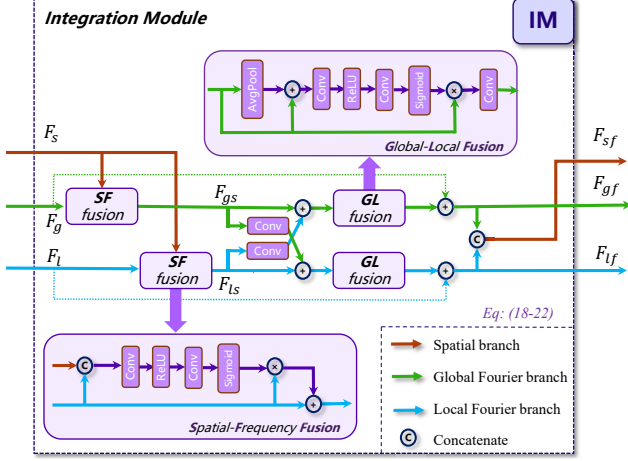 Integration Module
IM
AvgPool
+
Conv
ReLU
Conv
Sigmoid
×
Conv
Global-Local Fusion
F_s
F_sf
F_g
SF
fusion
F_gs
GL
fusion
+
+
F_gf
Conv
Conv
C
F_l
SF
fusion
F_ls
+
GL
fusion
+
F_lf
Eq: (18-22)
C
Conv
ReLU
Conv
Sigmoid
×
+
Spatial-Frequency Fusion
Spatial branch
Global Fourier branch
Local Fourier branch
C
Concatenate